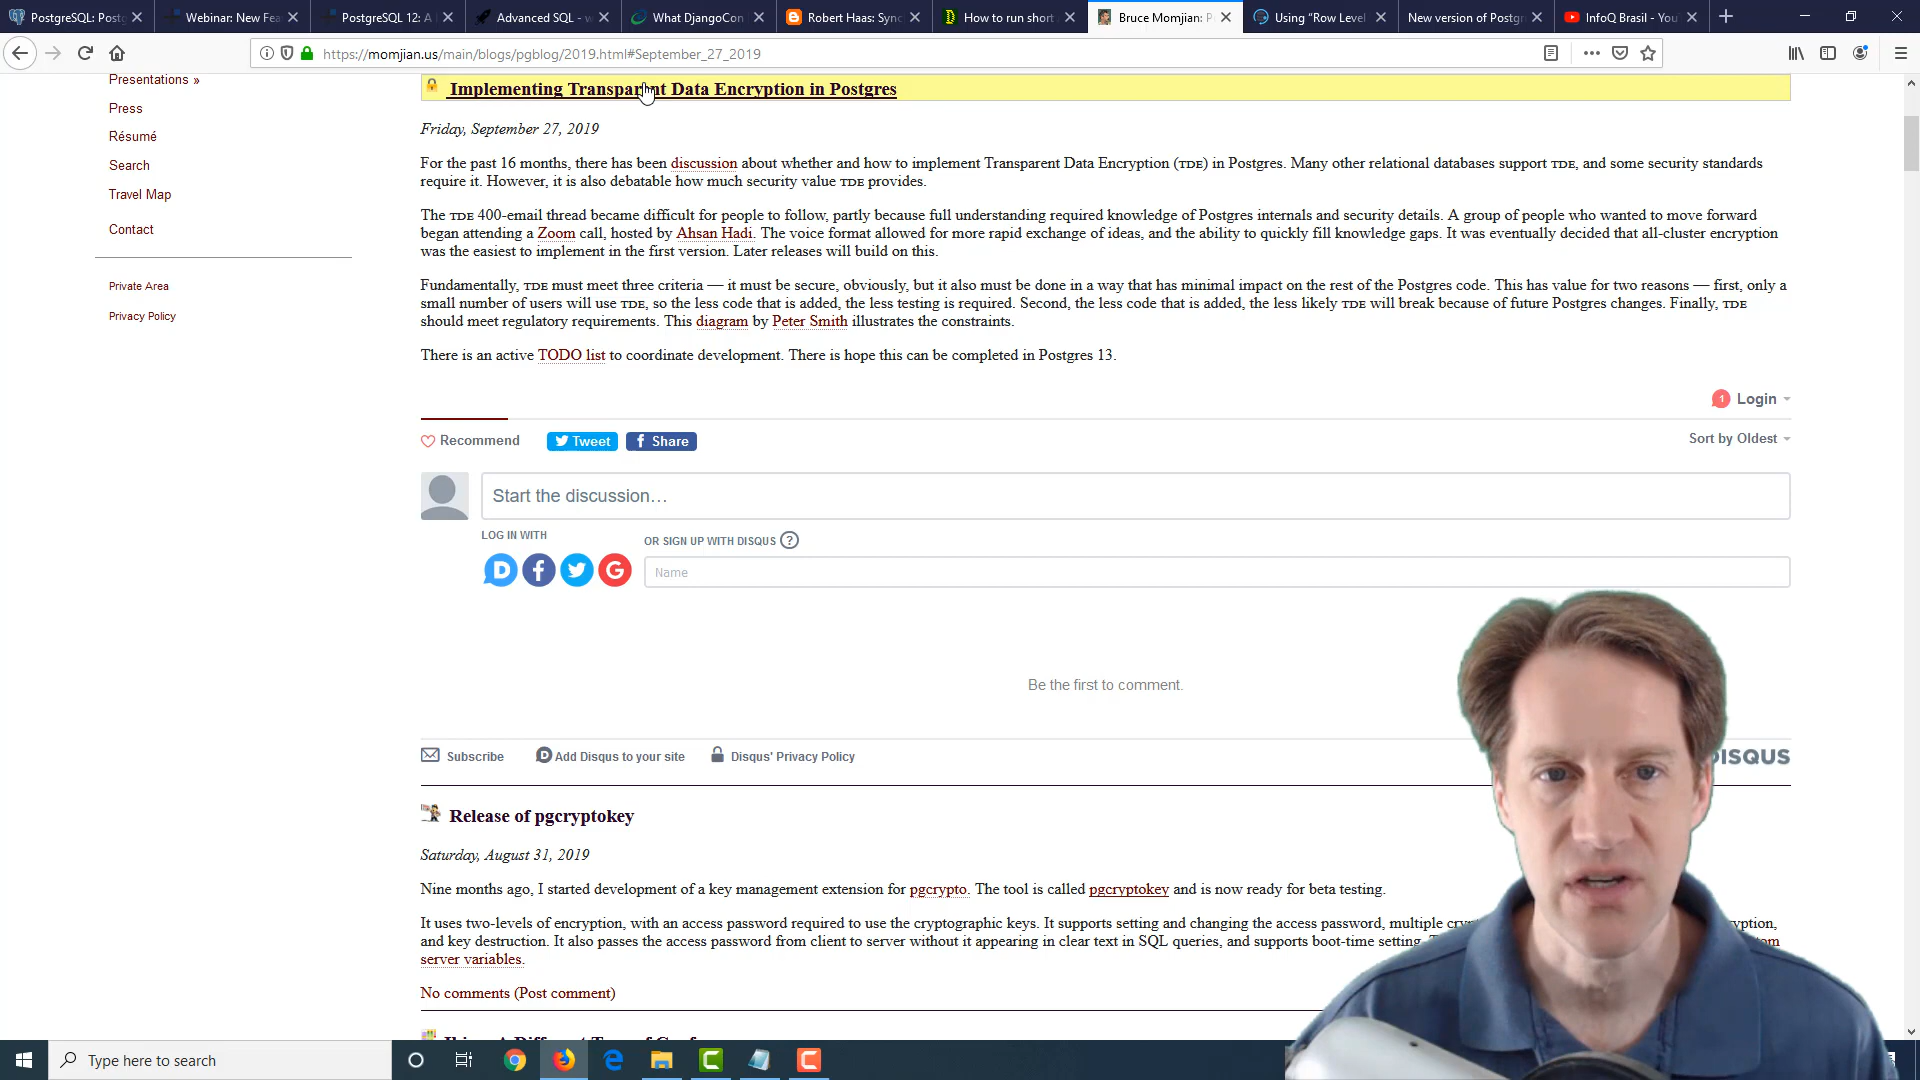 PostgreSQL: Postg
Webinar: New Fea
PostgreSQL 12: A
Advanced SQL - w
What DjangoCon
Robert Haas: Sync
How to run short
Bruce Momjian: P
Using "Row Level
New version of Postgr
InfoQ Brasil - You
https://momjian.us/main/blogs/pgblog/2019.html#September_27_2019
Presentations »
Press
Résumé
Search
Travel Map
Contact
Private Area
Privacy Policy
Implementing Transparent Data Encryption in Postgres
Friday, September 27, 2019
For the past 16 months, there has been discussion about whether and how to implement Transparent Data Encryption (TDE) in Postgres. Many other relational databases support TDE, and some security standards
require it. However, it is also debatable how much security value TDE provides.
The TDE 400-email thread became difficult for people to follow, partly because full understanding required knowledge of Postgres internals and security details. A group of people who wanted to move forward
began attending a Zoom call, hosted by Ahsan Hadi. The voice format allowed for more rapid exchange of ideas, and the ability to quickly fill knowledge gaps. It was eventually decided that all-cluster encryption
was the easiest to implement in the first version. Later releases will build on this.
Fundamentally, TDE must meet three criteria — it must be secure, obviously, but it also must be done in a way that has minimal impact on the rest of the Postgres code. This has value for two reasons — first, only a
small number of users will use TDE, so the less code that is added, the less testing is required. Second, the less code that is added, the less likely TDE will break because of future Postgres changes. Finally, TDE
should meet regulatory requirements. This diagram by Peter Smith illustrates the constraints.
There is an active TODO list to coordinate development. There is hope this can be completed in Postgres 13.
1 Login
Recommend
Tweet
Share
Sort by Oldest
Start the discussion…
LOG IN WITH
OR SIGN UP WITH DISQUS ?
Name
Be the first to comment.
Subscribe
Add Disqus to your site
Disqus' Privacy Policy
DISQUS
Release of pgcryptokey
Saturday, August 31, 2019
Nine months ago, I started development of a key management extension for pgcrypto. The tool is called pgcryptokey and is now ready for beta testing.
It uses two-levels of encryption, with an access password required to use the cryptographic keys. It supports setting and changing the access password, multiple cry yption,
and key destruction. It also passes the access password from client to server without it appearing in clear text in SQL queries, and supports boot-time setting. tom
server variables.
No comments (Post comment)
Type here to search